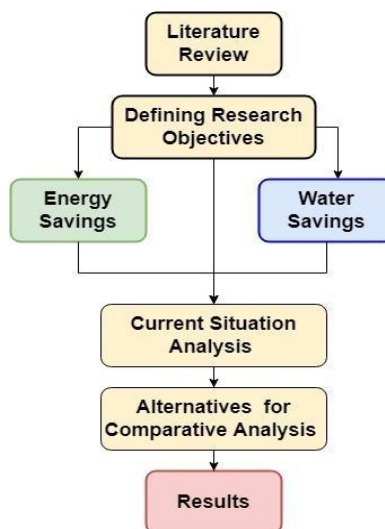 Literature
Review
Defining Research
Objectives
Energy
Savings
Water
Savings
Current Situation
Analysis
Alternatives for
Comparative Analysis
Results